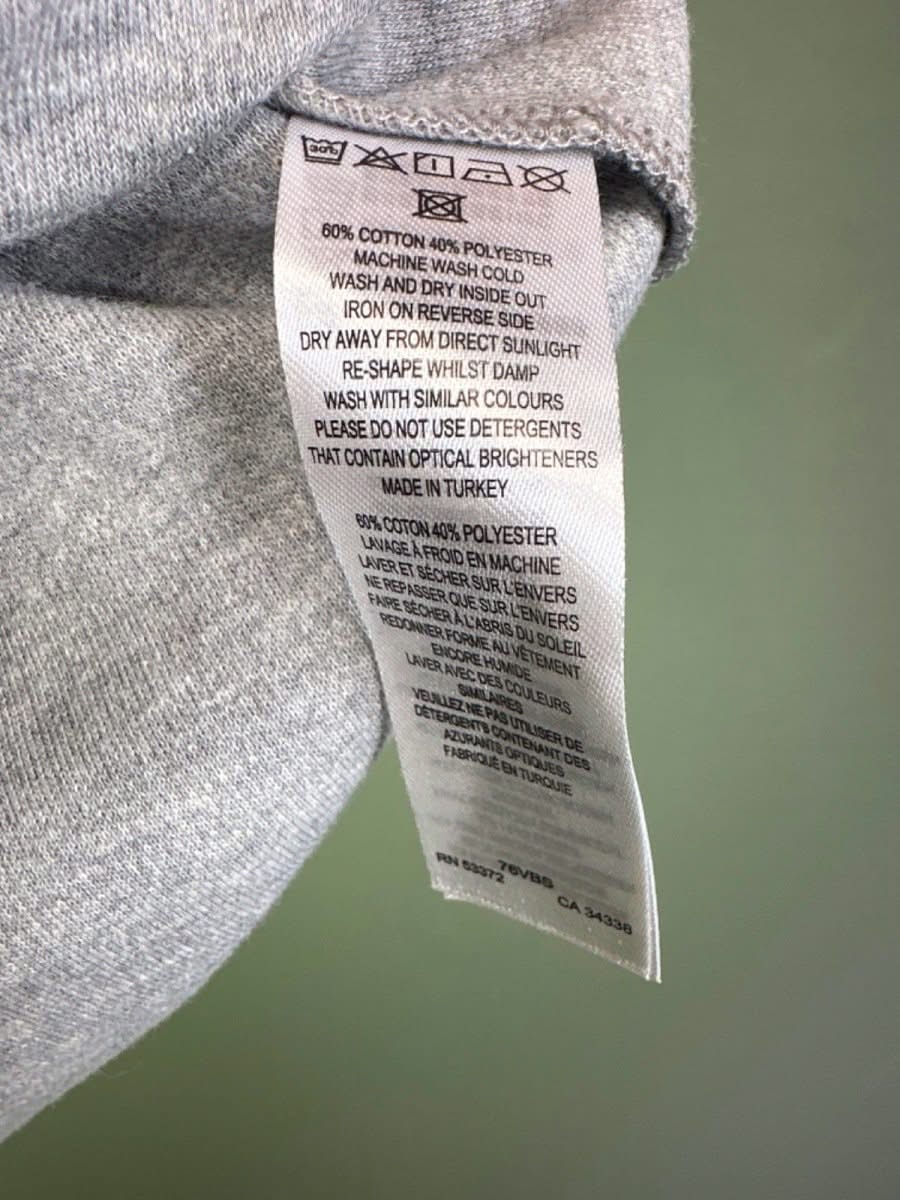 30°
60% COTTON 40% POLYESTER
MACHINE WASH COLD
WASH AND DRY INSIDE OUT
IRON ON REVERSE SIDE
DRY AWAY FROM DIRECT SUNLIGHT
RE-SHAPE WHILST DAMP
WASH WITH SIMILAR COLOURS
PLEASE DO NOT USE DETERGENTS
THAT CONTAIN OPTICAL BRIGHTENERS
MADE IN TURKEY
60% COTON 40% POLYESTER
LAVAGE À FROID EN MACHINE
LAVER ET SÉCHER SUR L'ENVERS
NE REPASSER QUE SUR L'ENVERS
FAIRE SÉCHER À L'ABRIS DU SOLEIL
REDONNER FORME AU VÊTEMENT
ENCORE HUMIDE
LAVER AVEC DES COULEURS
SIMILAIRES
VEUILLEZ NE PAS UTILISER DE
DÉTERGENTS CONTENANT DES
AZURANTS OPTIQUES
FABRIQUÉ EN TURQUIE
76VBS
RN 53372 CA 34338